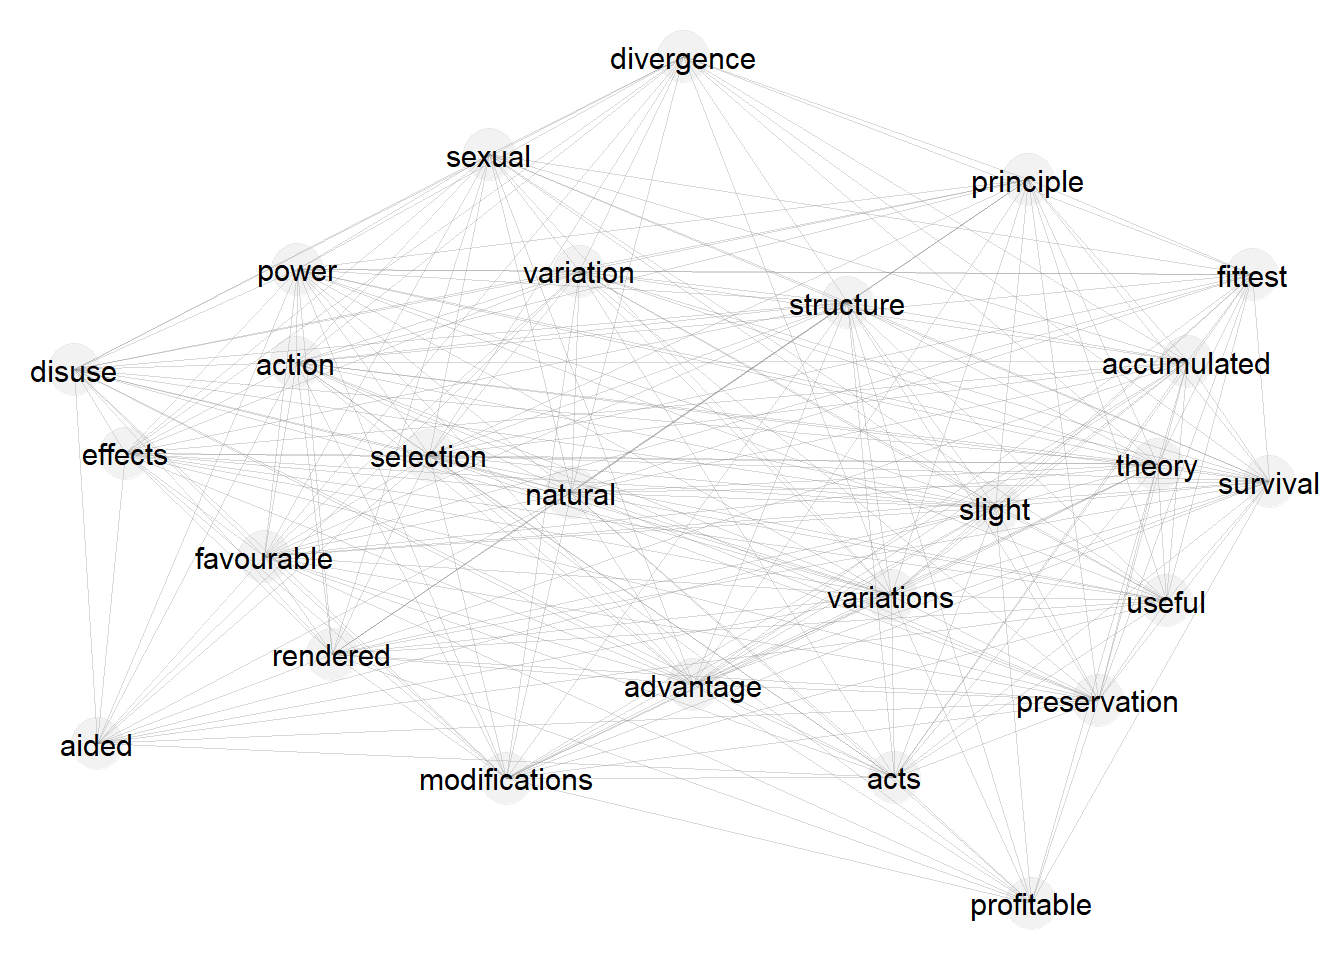 divergence
sexual
principle
power
variation
fittest
structure
disuse
action
accumulated
effects
selection
theory
natural
survival
slight
favourable
variations
useful
rendered
advantage
preservation
aided
modifications
acts
profitable